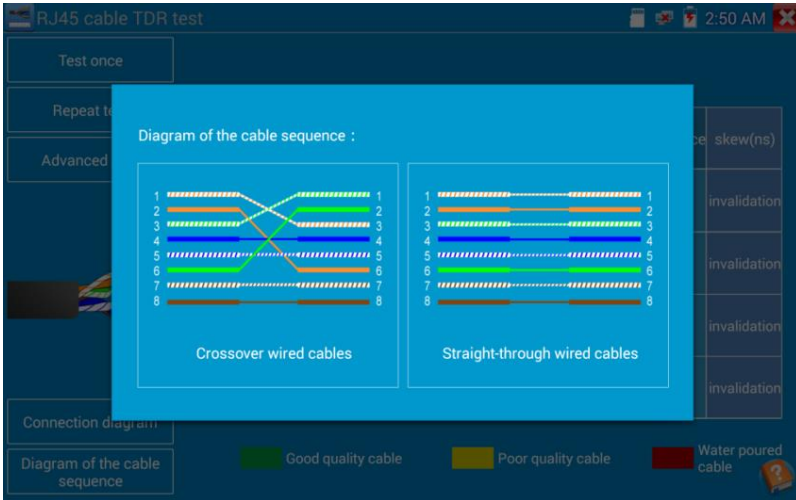 RJ45 cable TDR test
2:50 AM
Test once
Repeat te
Advanced
ce skew(ns)
invalidation
invalidation
invalidation
invalidation
Diagram of the cable sequence :
1 1
2 2
3 3
4 4
5 5
6 6
7 7
8 8
Crossover wired cables
1 1
2 2
3 3
4 4
5 5
6 6
7 7
8 8
Straight-through wired cables
Connection diagram
Diagram of the cable
sequence
Good quality cable
Poor quality cable
Water poured
cable
?